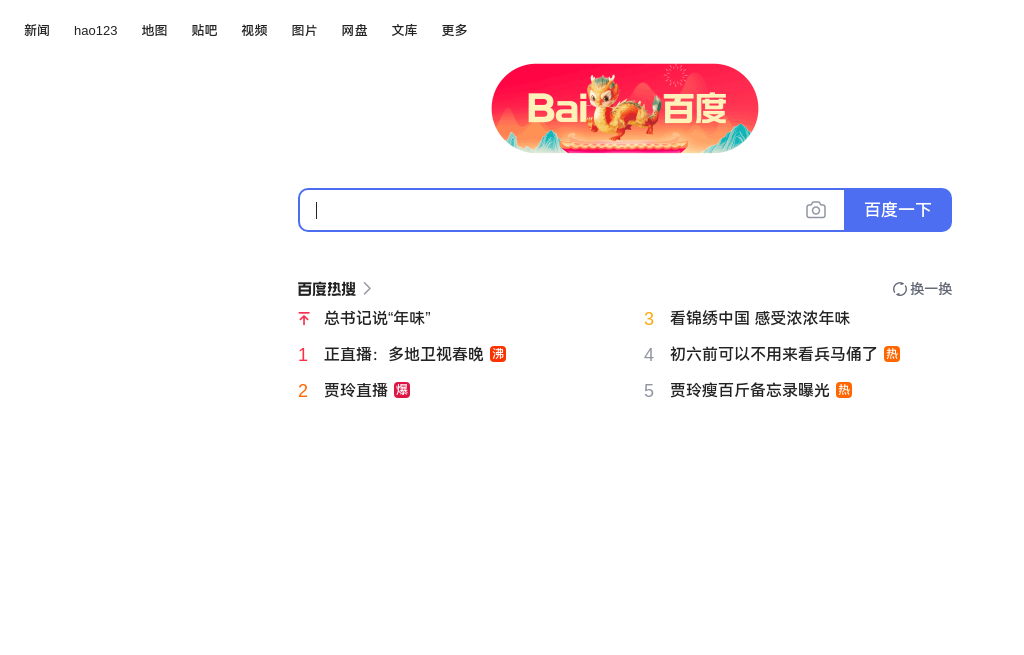 新闻 hao123 地图 贴吧 视频 图片 网盘 文库 更多
Bai 百度
百度一下
百度热搜
换一换
总书记说“年味”
1 正直播：多地卫视春晚 沸
2 贾玲直播 爆
3 看锦绣中国 感受浓浓年味
4 初六前可以不用来看兵马俑了 热
5 贾玲瘦百斤备忘录曝光 热